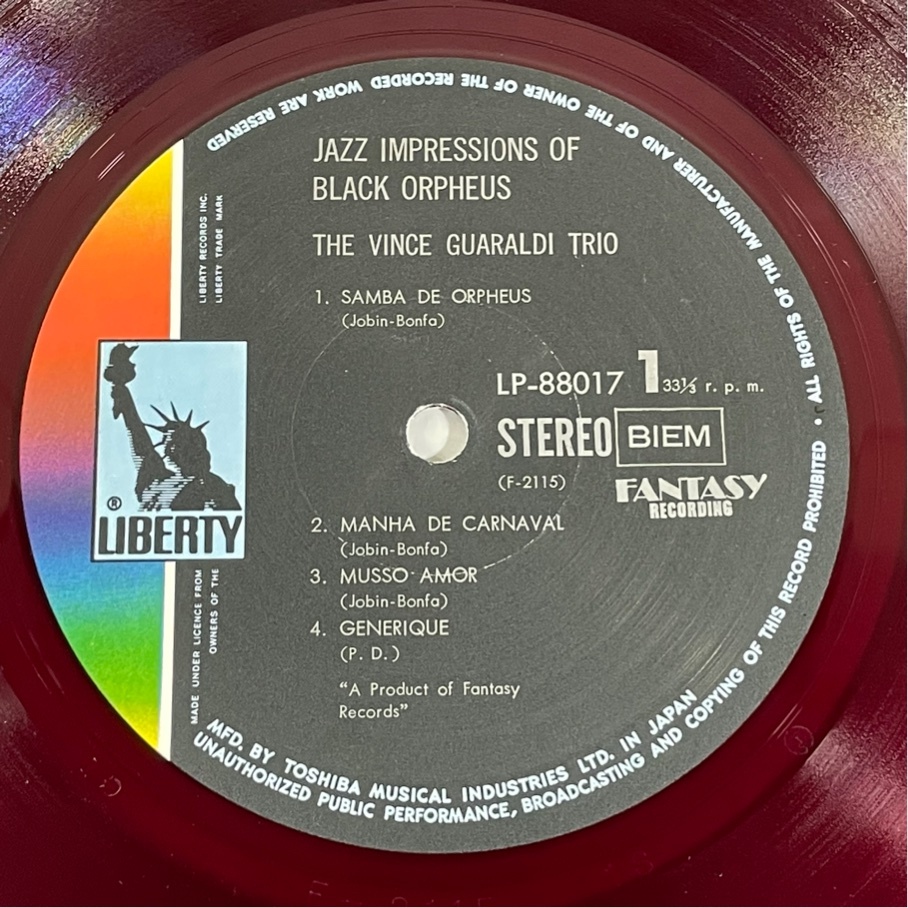 JAZZ IMPRESSIONS OF
BLACK ORPHEUS
THE VINCE GUARALDI TRIO
1. SAMBA DE ORPHEUS
(Jobin-Bonfa)
LP-88017 1 33⅓ r. p. m.
STEREO BIEM
(F-2115)
FANTASY
RECORDING
2. MANHA DE CARNAVAL
(Jobin-Bonfa)
3. MUSSO AMOR
(Jobin-Bonfa)
4. GENERIQUE
(P. D.)
“A Product of Fantasy
Records”
®
LIBERTY
LIBERTY RECORDS INC.
LIBERTY TRADE MARK
MADE UNDER LICENCE FROM
OWNERS OF THE
MFD. BY TOSHIBA MUSICAL INDUSTRIES LTD. IN JAPAN
UNAUTHORIZED PUBLIC PERFORMANCE, BROADCASTING AND COPYING OF THIS RECORD PROHIBITED • ALL RIGHTS OF THE MANUFACTURER AND OF THE OWNER OF THE RECORDED WORK ARE RESERVED